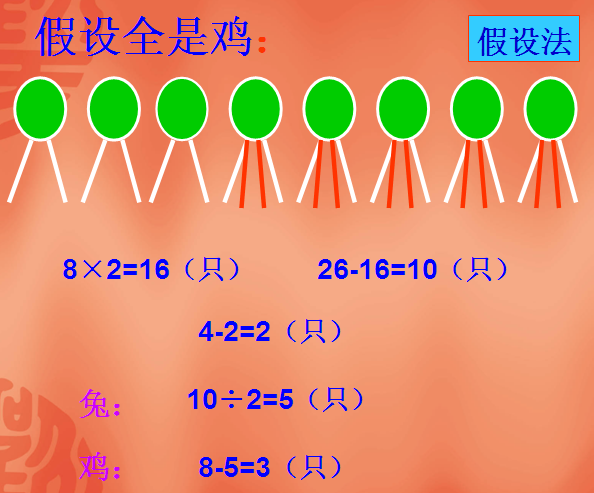 假设全是鸡：
假设法
8×2=16（只）
26-16=10（只）
4-2=2（只）
兔： 10÷2=5（只）
鸡： 8-5=3（只）